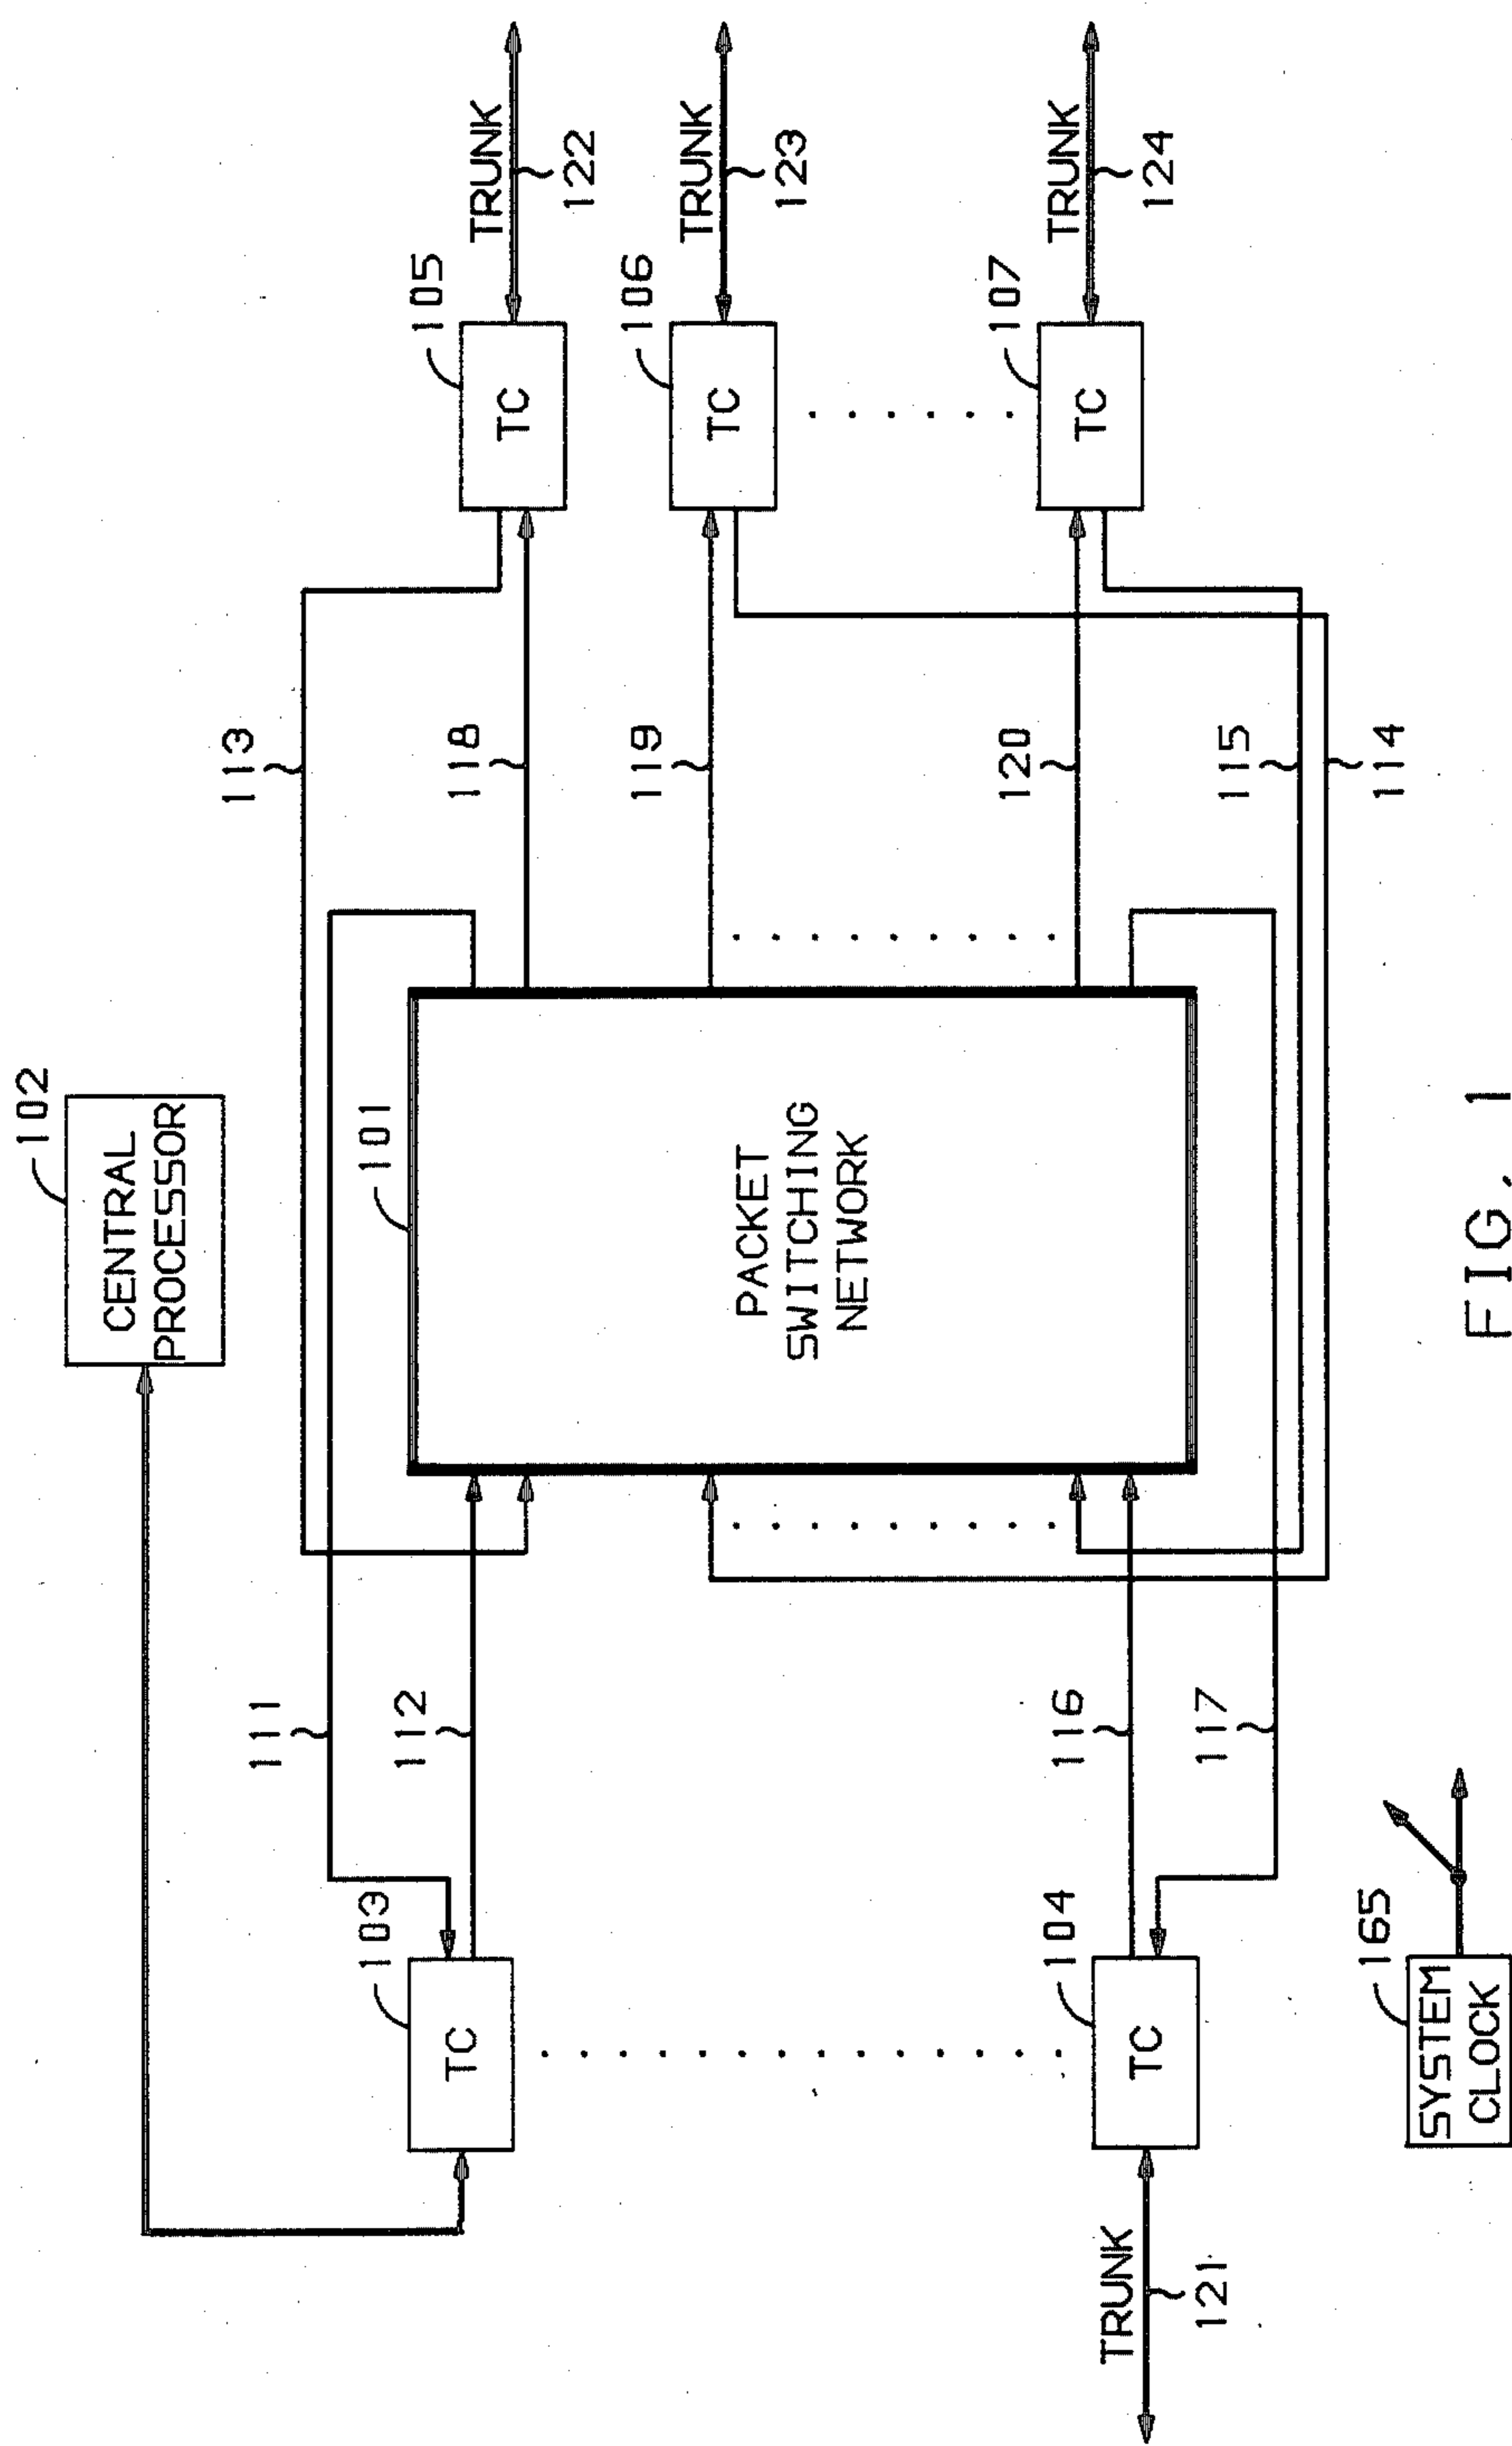 102
CENTRAL
PROCESSOR
113
111
112
103
TC
101
PACKET
SWITCHING
NETWORK
118
119
120
115
114
105
TC
TRUNK
122
106
TC
TRUNK
123
107
TC
TRUNK
124
116
117
104
TC
TRUNK
121
165
SYSTEM
CLOCK
FIG. 1